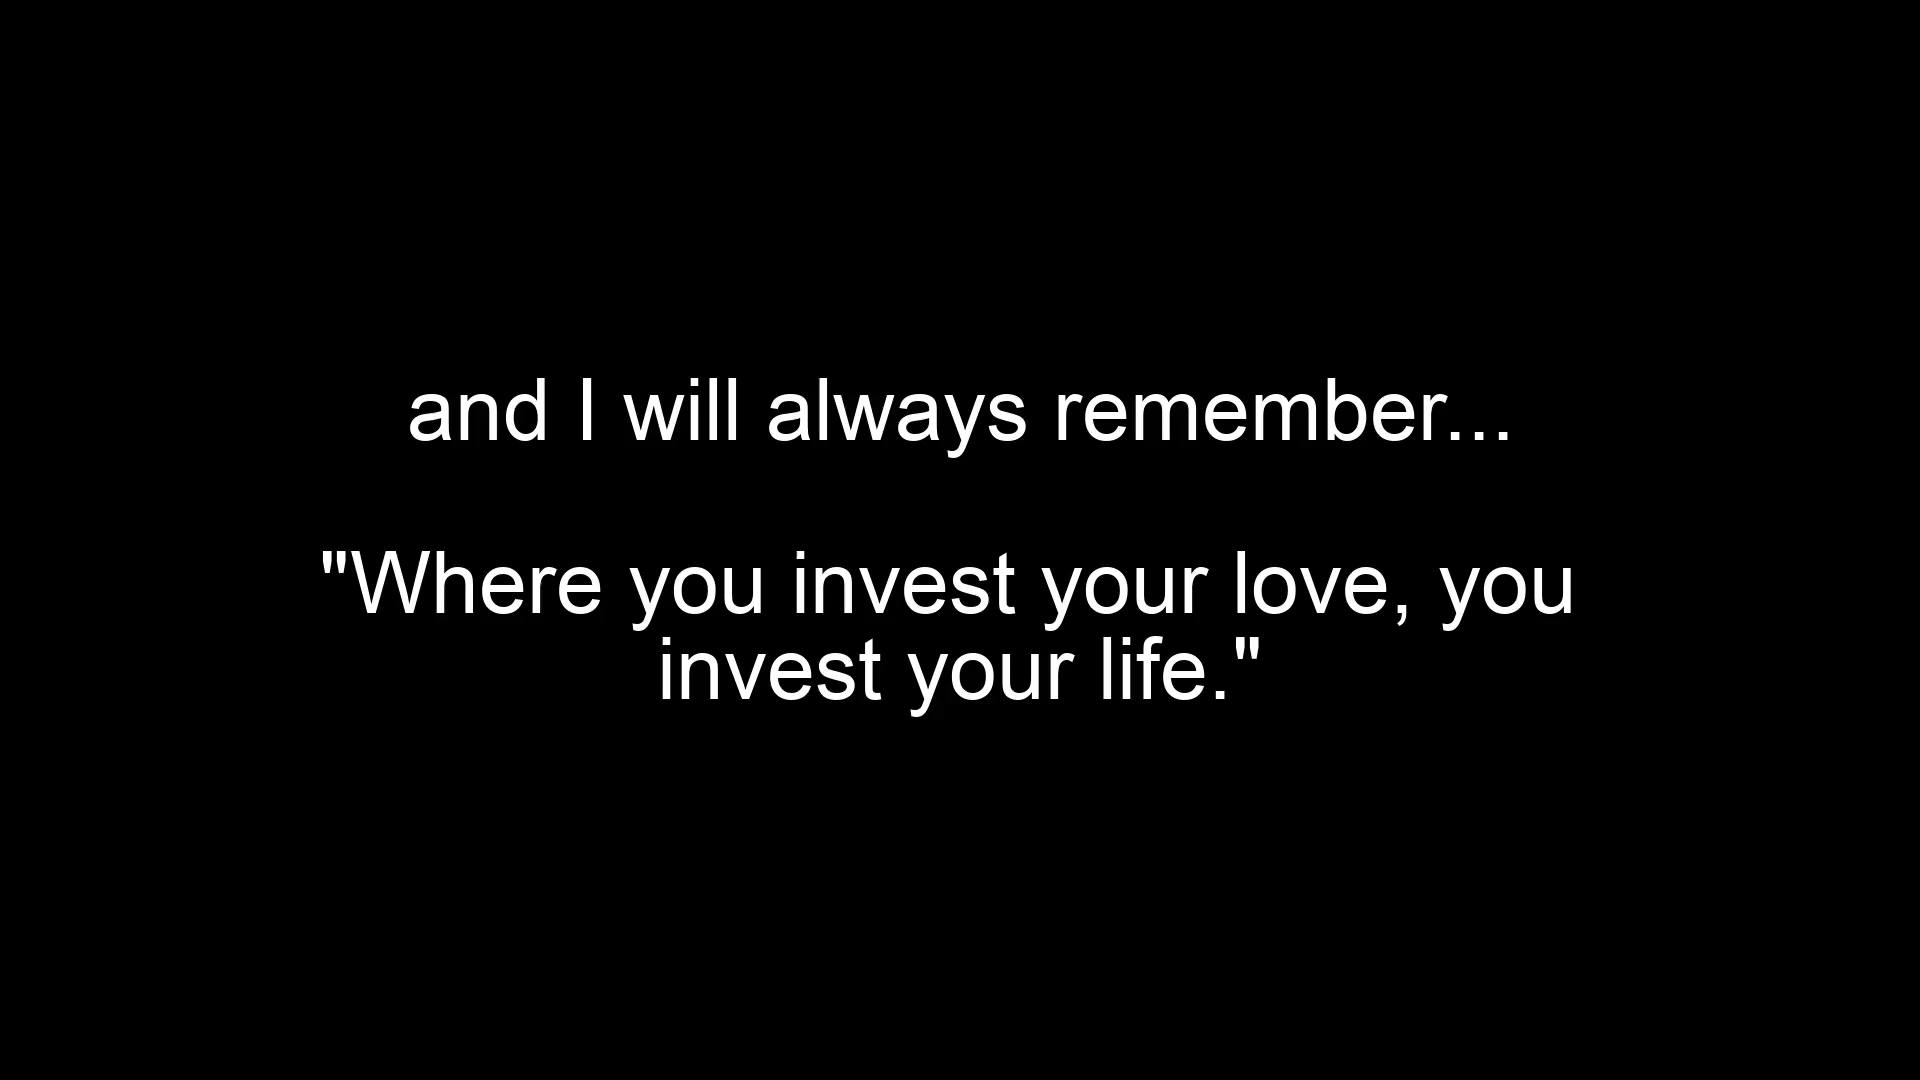 and I will always remember...
"Where you invest your love, you
invest your life."